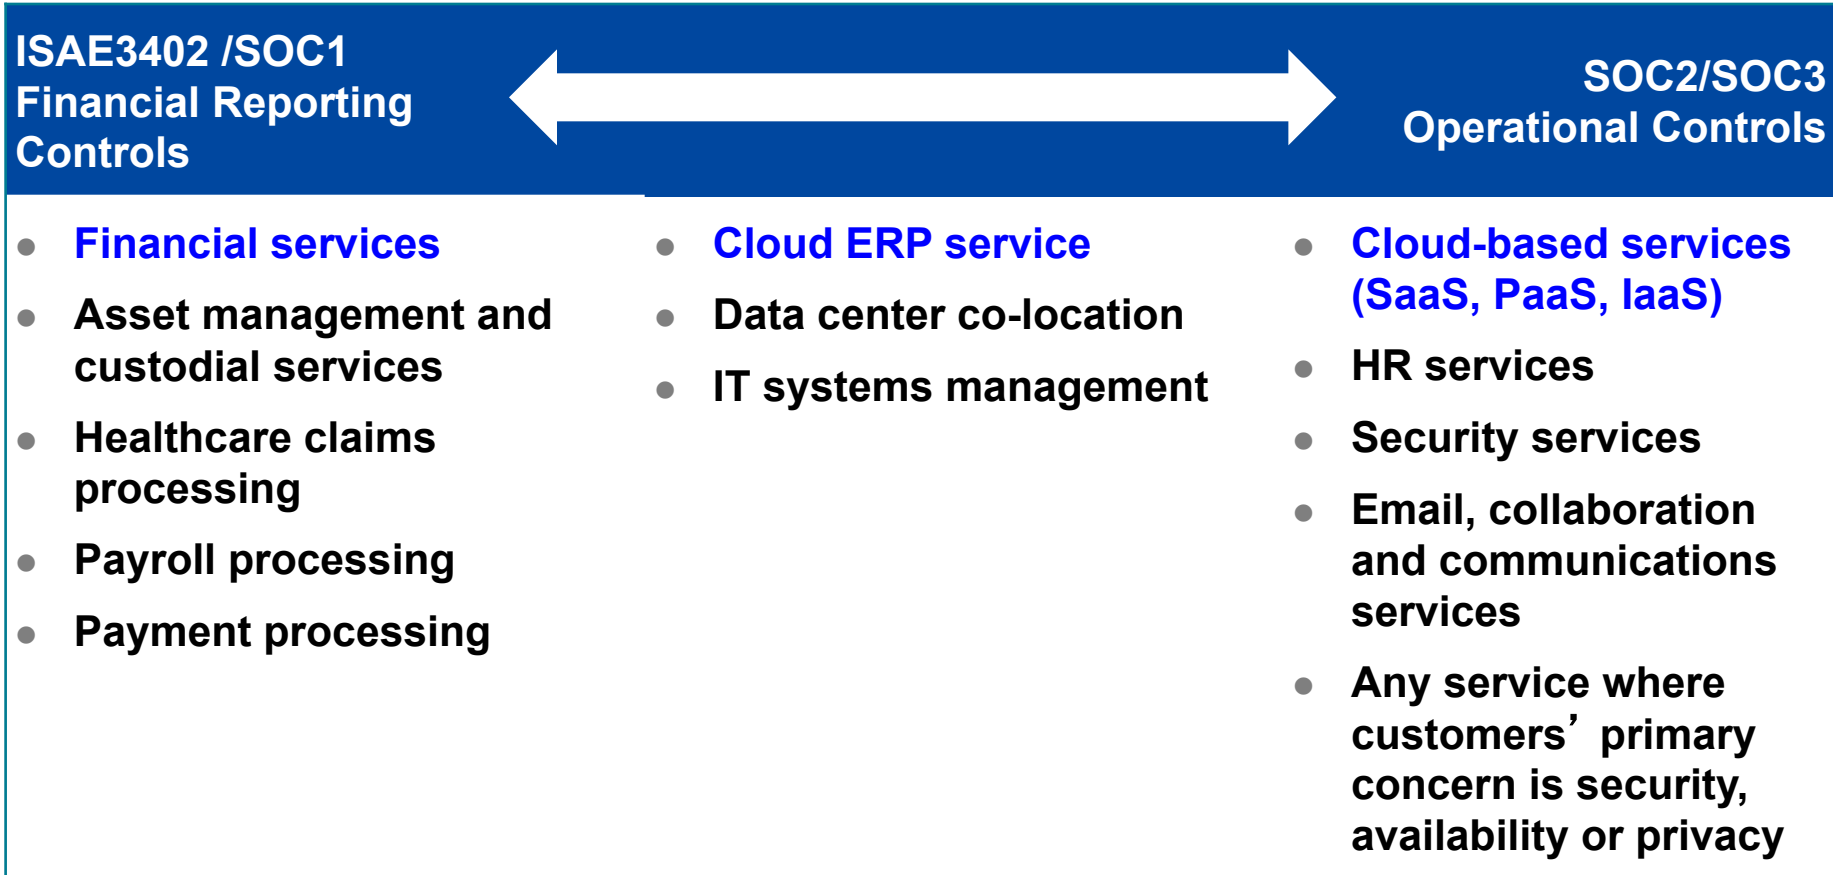 ISAE3402 /SOC1
Financial Reporting
Controls
SOC2/SOC3
Operational Controls
Financial services
Asset management and
custodial services
Healthcare claims
processing
Payroll processing
Payment processing
Cloud ERP service
Data center co-location
IT systems management
Cloud-based services
(SaaS, PaaS, IaaS)
HR services
Security services
Email, collaboration
and communications
services
Any service where
customers’ primary
concern is security,
availability or privacy